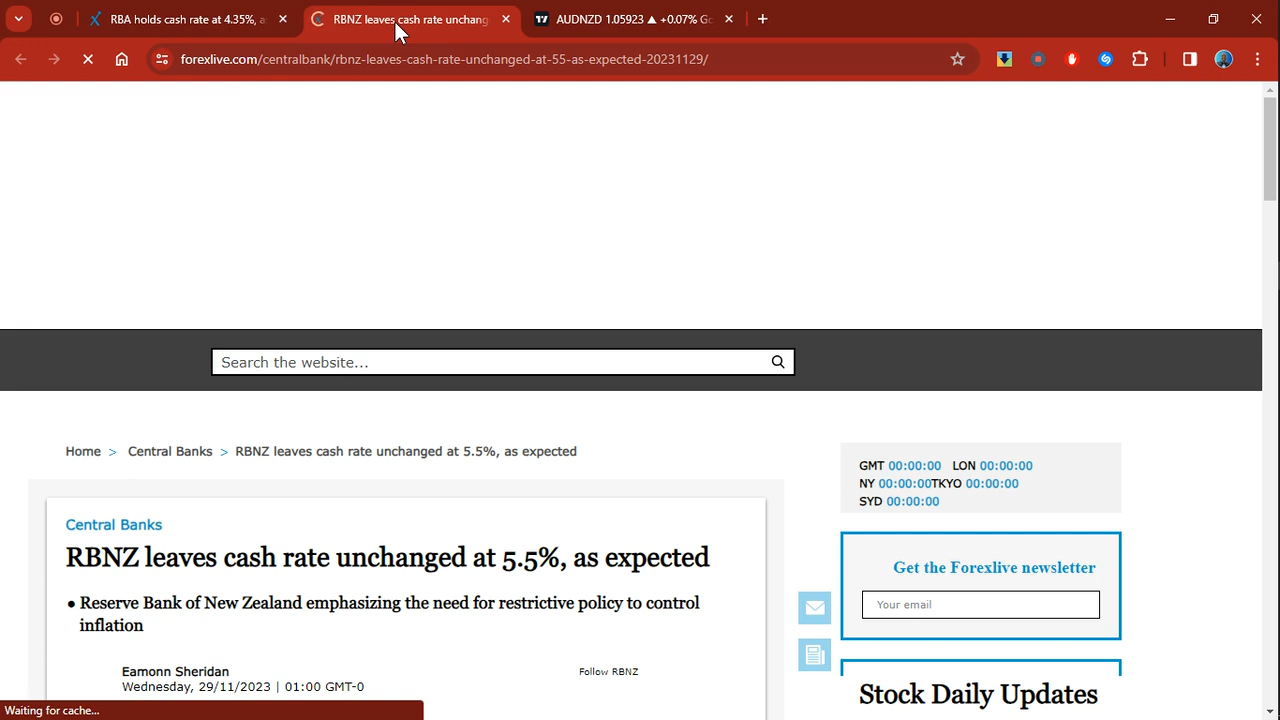 RBA holds cash rate at 4.35%, a
RBNZ leaves cash rate unchang
AUDNZD 1.05923 ▲ +0.07% Go
forexlive.com/centralbank/rbnz-leaves-cash-rate-unchanged-at-55-as-expected-20231129/
Search the website...
Home > Central Banks > RBNZ leaves cash rate unchanged at 5.5%, as expected
GMT 00:00:00 LON 00:00:00
NY 00:00:00TKYO 00:00:00
SYD 00:00:00
Central Banks
RBNZ leaves cash rate unchanged at 5.5%, as expected
• Reserve Bank of New Zealand emphasizing the need for restrictive policy to control
inflation
Eamonn Sheridan
Wednesday, 29/11/2023 | 01:00 GMT-0
Follow RBNZ
Get the Forexlive newsletter
Your email
Stock Daily Updates
Waiting for cache...